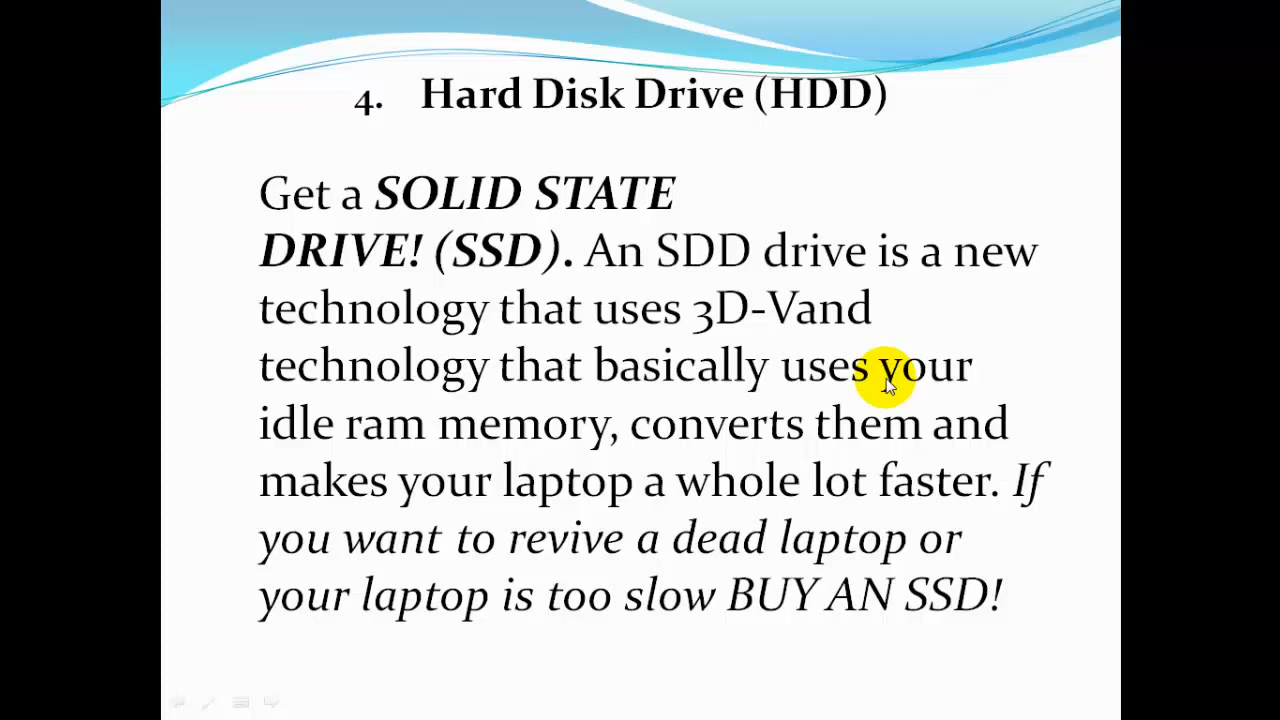 4. Hard Disk Drive (HDD)
Get a SOLID STATE
DRIVE! (SSD). An SDD drive is a new
technology that uses 3D-Vand
technology that basically uses your
idle ram memory, converts them and
makes your laptop a whole lot faster. If
you want to revive a dead laptop or
your laptop is too slow BUY AN SSD!